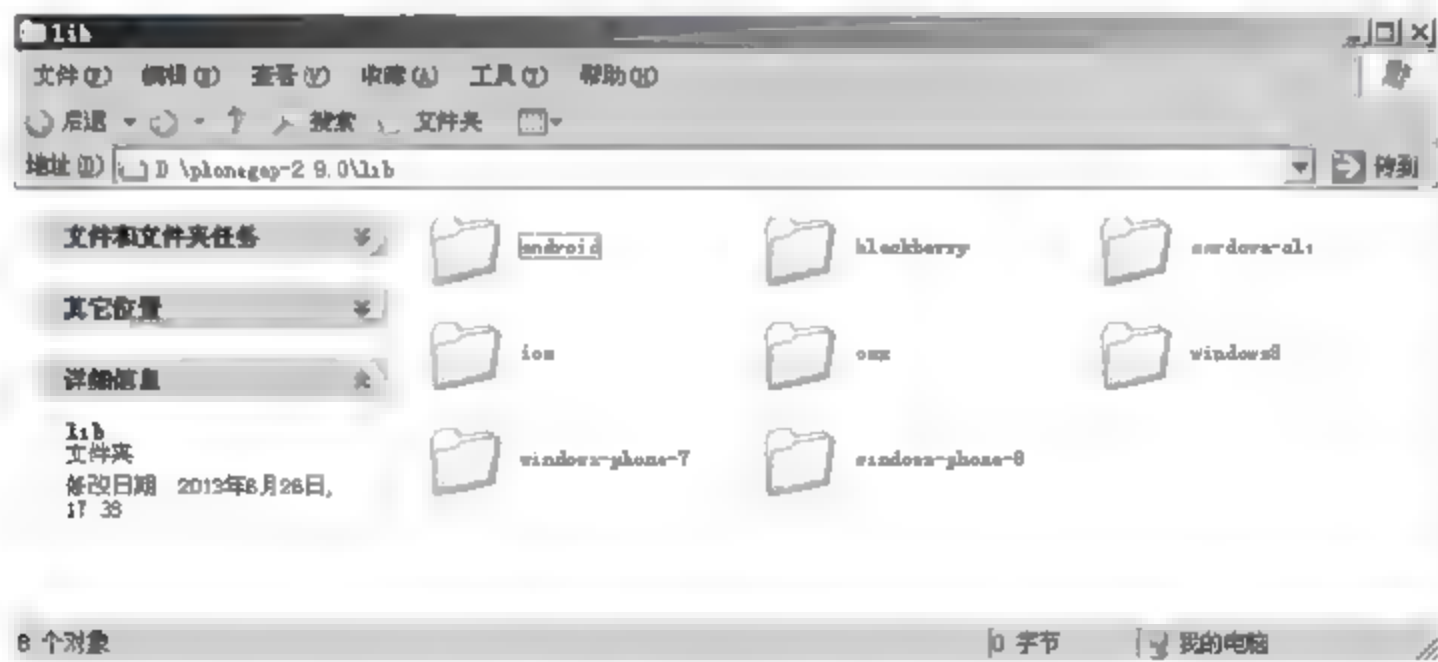 lib
文件(F) 编辑(E) 查看(V) 收藏(A) 工具(T) 帮助(H)
后退 搜索 文件夹
地址(D) D:\phonegap-2.9.0\lib 转到
文件和文件夹任务
其它位置
详细信息
lib
文件夹
修改日期 2013年6月26日,
android blackberry cordova-cli
ios osx windows8
windows-phone-7 windows-phone-8
8 个对象 0 字节 我的电脑